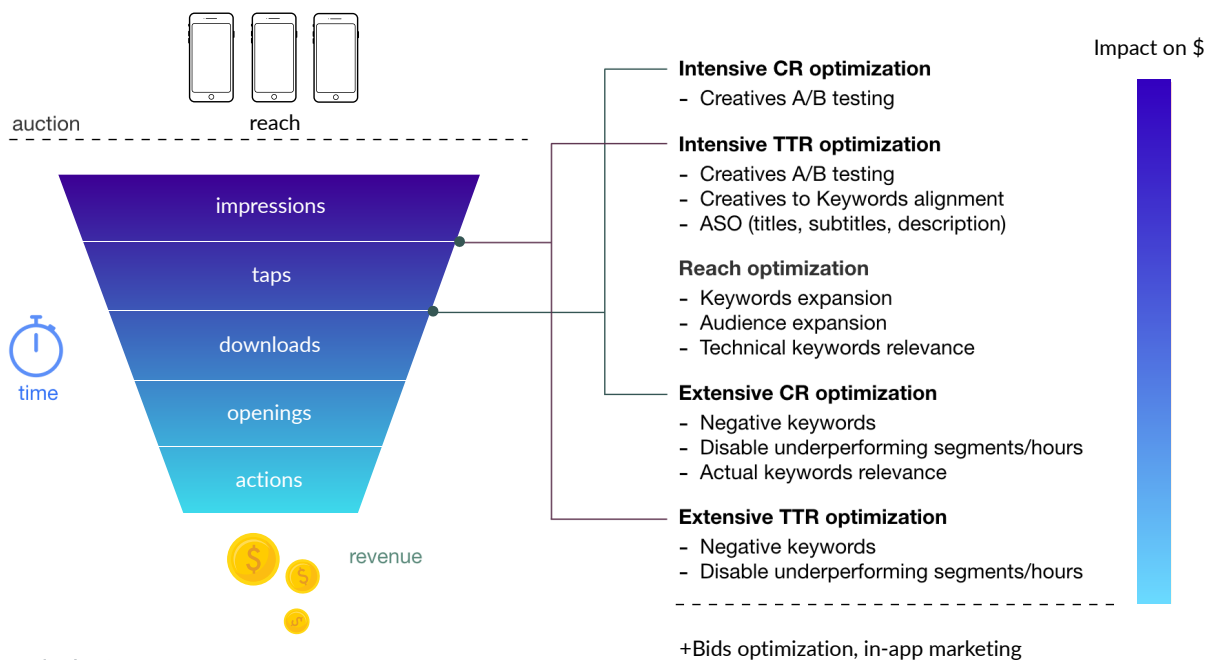 auction
reach
impressions
taps
downloads
openings
actions
time
revenue
Intensive CR optimization
- Creatives A/B testing
Intensive TTR optimization
- Creatives A/B testing
- Creatives to Keywords alignment
- ASO (titles, subtitles, description)
Reach optimization
- Keywords expansion
- Audience expansion
- Technical keywords relevance
Extensive CR optimization
- Negative keywords
- Disable underperforming segments/hours
- Actual keywords relevance
Extensive TTR optimization
- Negative keywords
- Disable underperforming segments/hours
+Bids optimization, in-app marketing
Impact on $